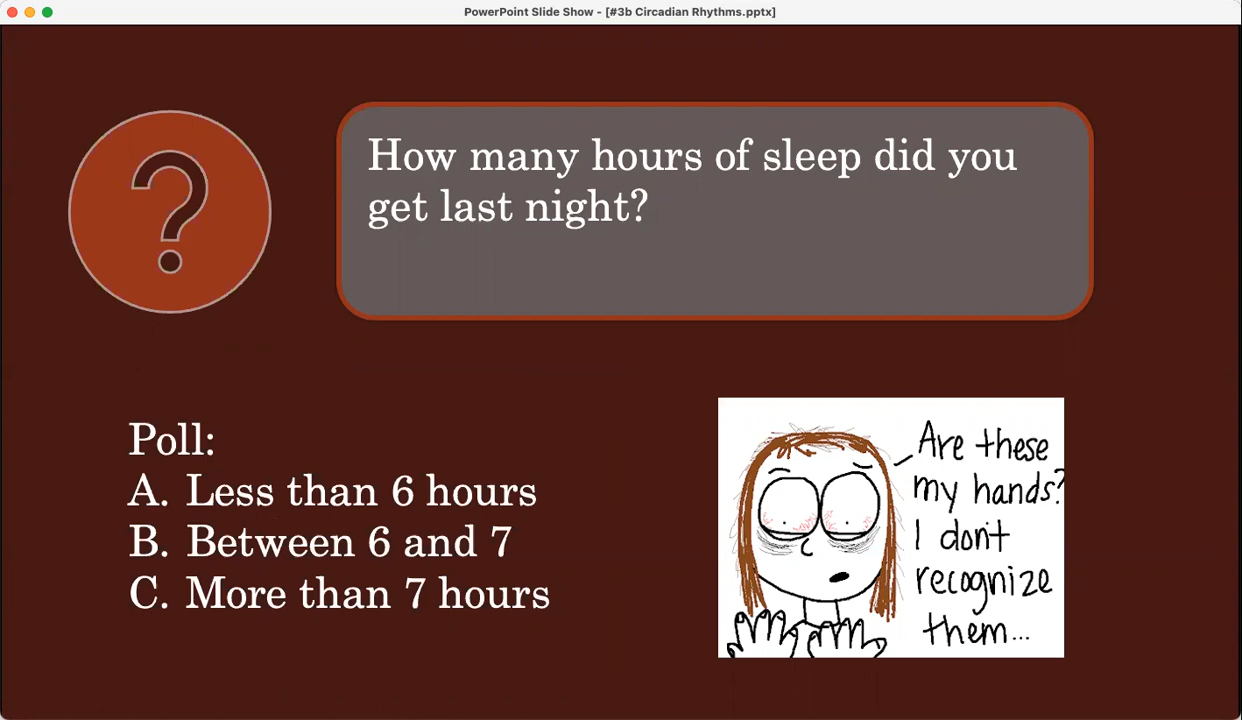 PowerPoint Slide Show - [#3b Circadian Rhythms.pptx]
?
How many hours of sleep did you
get last night?
Poll:
A. Less than 6 hours
B. Between 6 and 7
C. More than 7 hours
Are these
my hands?
I don't
recognize
them...